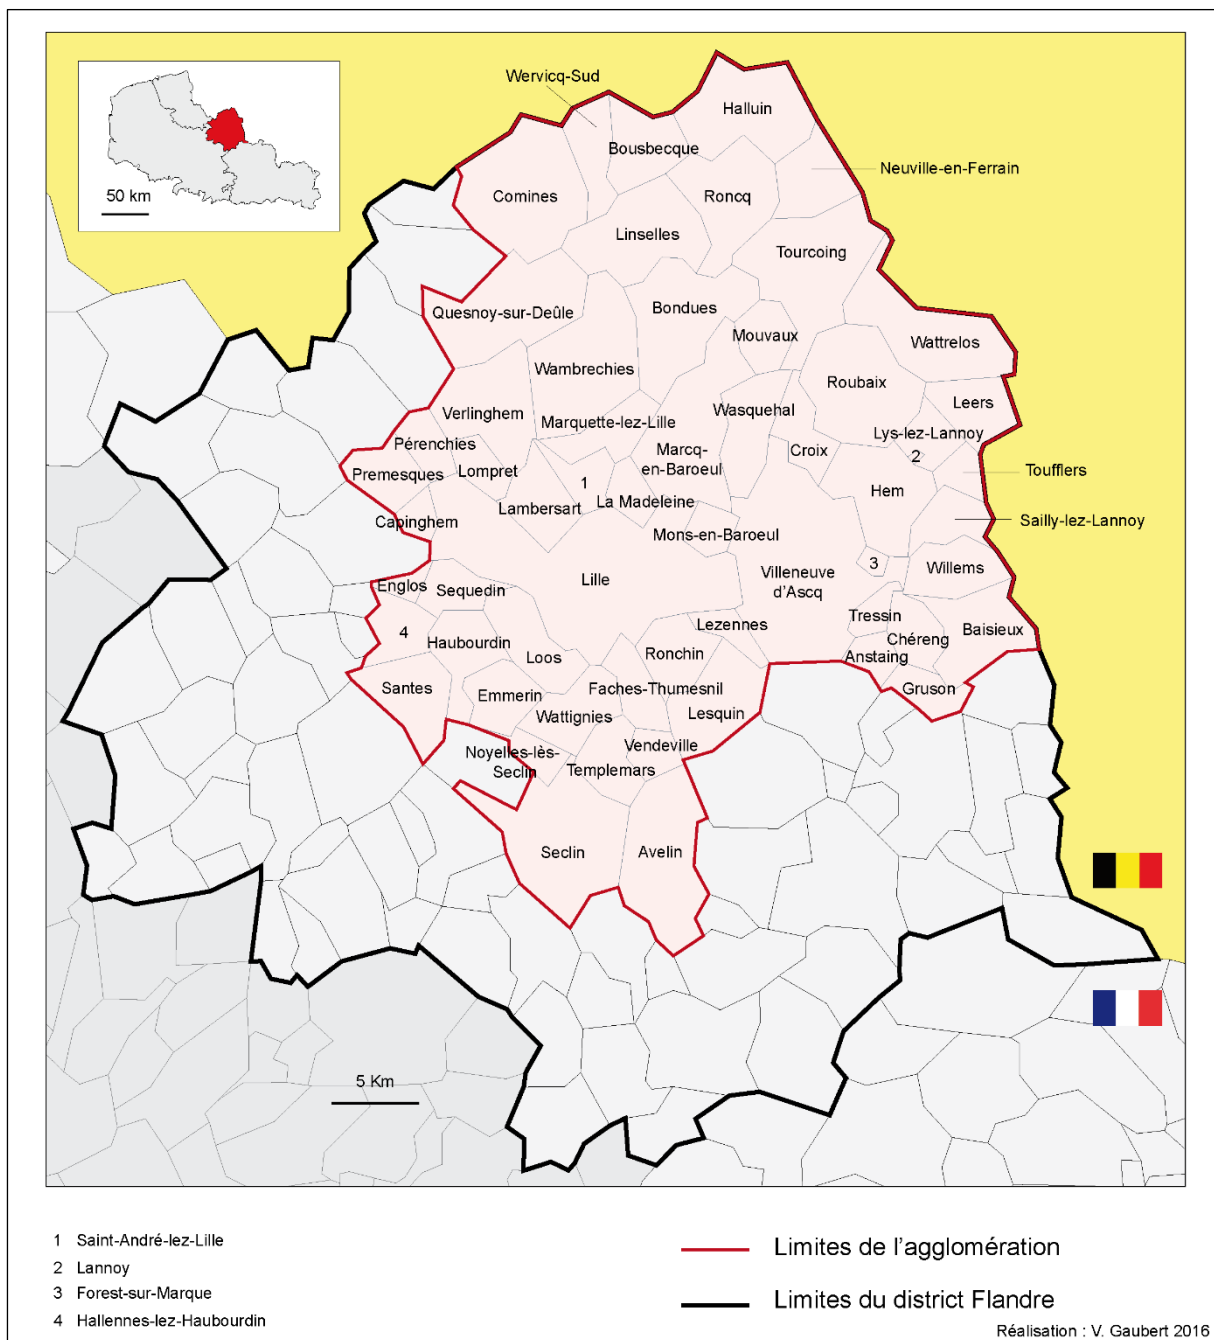 Wervicq-Sud
Halluin
Bousbecque
Neuville-en-Ferrain
50 km
Comines
Roncq
Linselles
Tourcoing
Quesnoy-sur-Deûle
Bondues
Mouvaux
Wattrelos
Wambrechies
Roubaix
Leers
Verlinghem
Marquette-lez-Lille
Wasquehal
Lys-lez-Lannoy
Pérenchies
Premesques
Lompret
Marcq-
en-Baroeul
Croix
2
Toufflers
1
Hem
Lambersart
La Madeleine
Capinghem
Mons-en-Baroeul
Sailly-lez-Lannoy
3
Willems
Englos
Sequedin
Lille
Villeneuve
d'Ascq
4
Haubourdin
Lezennes
Tressin
Chéreng
Baisieux
Loos
Ronchin
Anstaing
Santes
Emmerin
Faches-Thumesnil
Gruson
Wattignies
Lesquin
Noyelles-lès-
Seclin
Vendeville
Templemars
Seclin
Avelin
5 Km
1 Saint-André-lez-Lille
2 Lannoy
3 Forest-sur-Marque
4 Hallennes-lez-Haubourdin
Limites de l'agglomération
Limites du district Flandre
Réalisation : V. Gaubert 2016